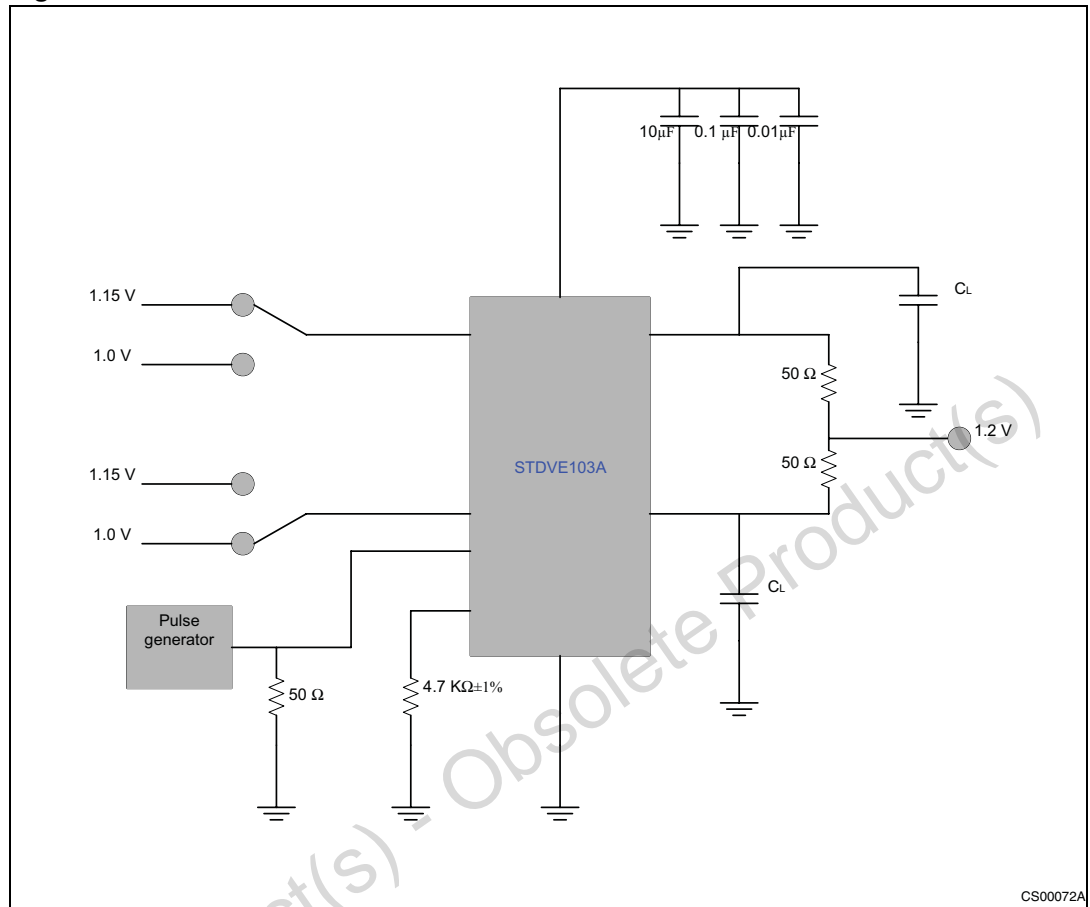 10µF 0.1 µF 0.01µF
1.15 V
1.0 V
CL
50 Ω
1.2 V
50 Ω
STDVE103A
1.15 V
1.0 V
CL
Pulse
generator
50 Ω
4.7 KΩ±1%
ct(s) - Obsolete Product(s)
CS00072A